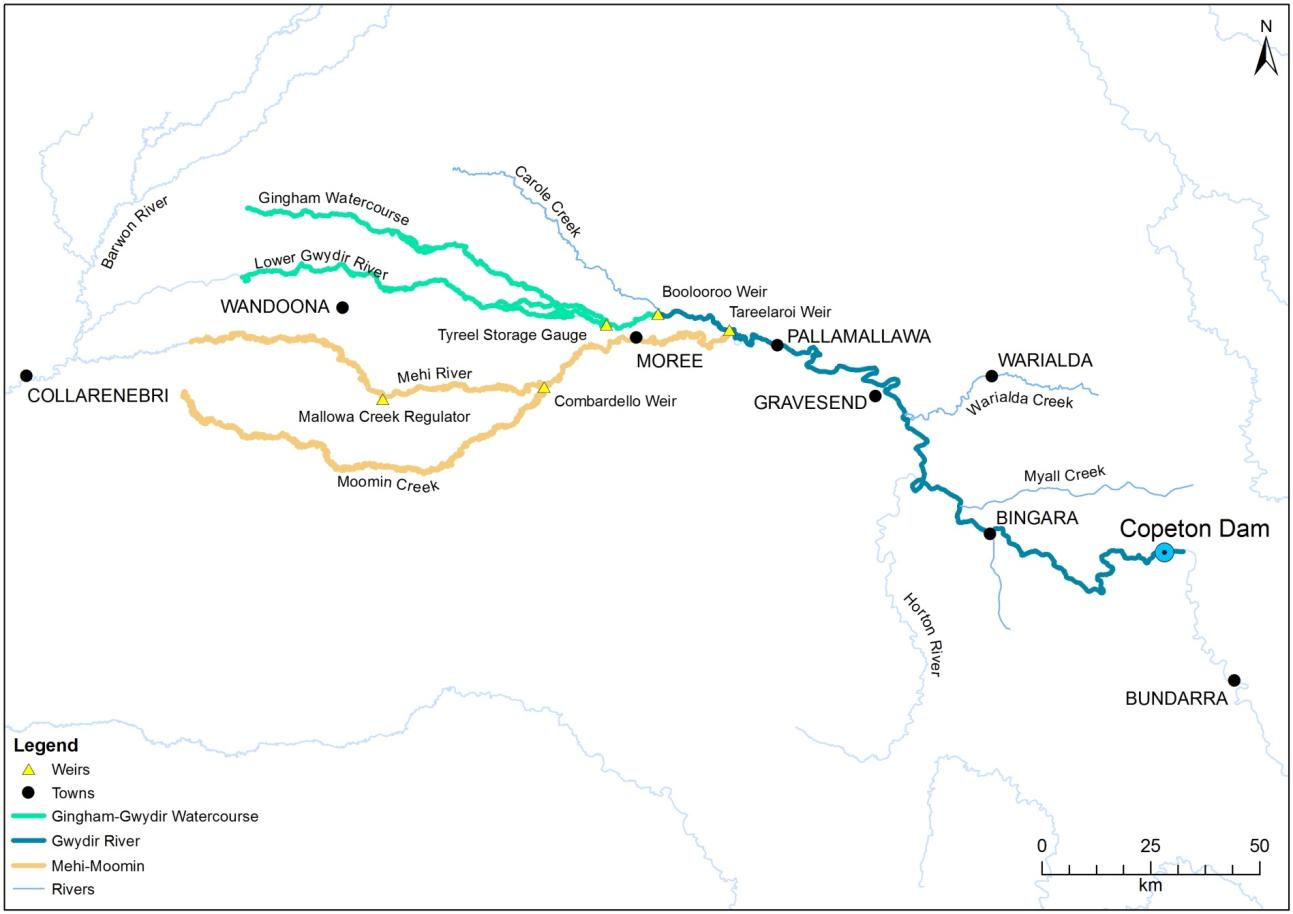 N
Carole Creek
Gingham Watercourse
Barwon River
Lower Gwydir River
WANDOONA
Boolooroo Weir
Tareelaroi Weir
Tyreel Storage Gauge
PALLAMALLAWA
MOREE
WARIALDA
COLLARENEBRI
Mehi River
Combardello Weir
GRAVESEND
Warialda Creek
Mallowa Creek Regulator
Moomin Creek
Myall Creek
BINGARA
Copeton Dam
Horton River
BUNDARRA
Legend
Weirs
Towns
Gingham-Gwydir Watercourse
Gwydir River
Mehi-Moomin
Rivers
0 25 50
km